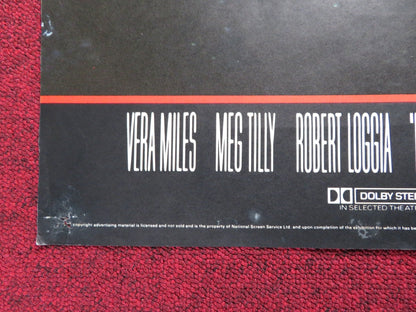 VERA MILES MEG TILLY ROBERT LOGGIA
DOLBY STE
IN SELECTED THEAT
copyright advertising material is licensed and not sold and is the property of National Screen Service Ltd. and upon completion of the exhibition for which it has be